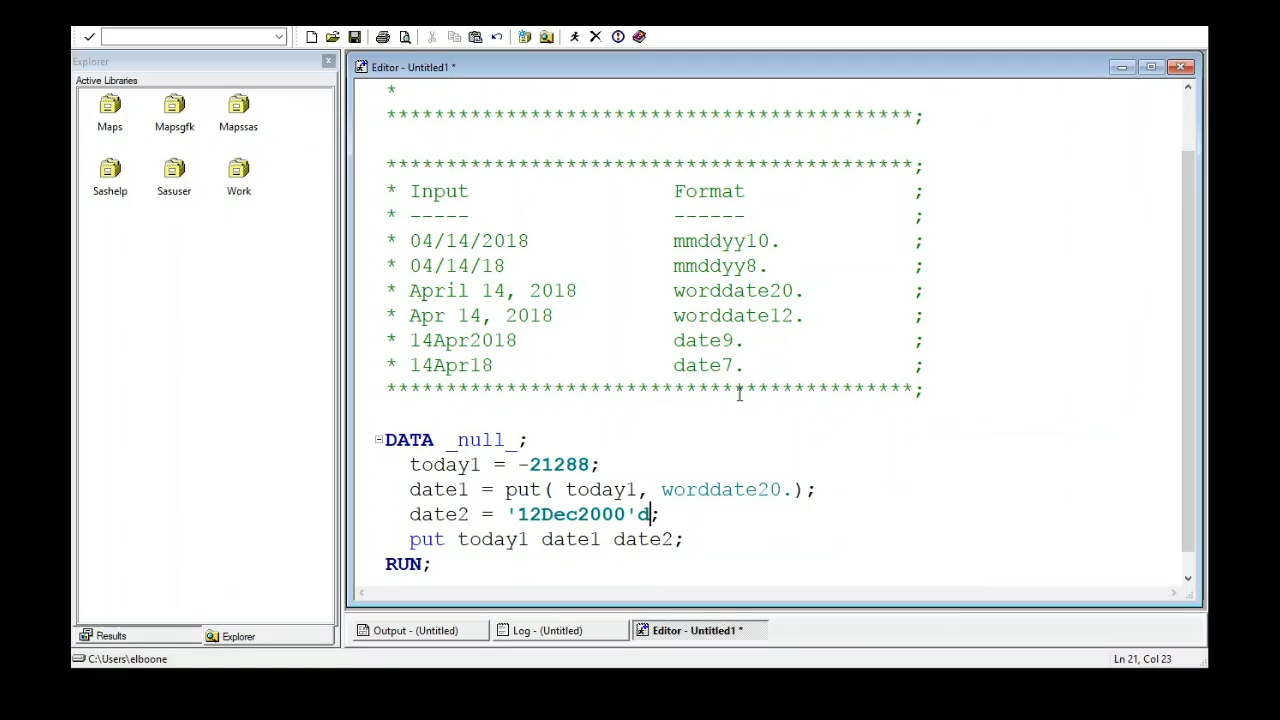 Explorer
x
Active Libraries
Maps Mapsgfk Mapssas
Sashelp Sasuser Work
Results Explorer
Editor - Untitled1 *
*
********************************************;
********************************************;
* Input Format ;
* ----- ------ ;
* 04/14/2018 mmddyy10. ;
* 04/14/18 mmddyy8. ;
* April 14, 2018 worddate20. ;
* Apr 14, 2018 worddate12. ;
* 14Apr2018 date9. ;
* 14Apr18 date7. ;
********************************************;
DATA _null_;
today1 = -21288;
date1 = put( today1, worddate20.);
date2 = '12Dec2000'd;
put today1 date1 date2;
RUN;
Output - (Untitled) Log - (Untitled) Editor - Untitled1 *
C:\Users\elboone Ln 21, Col 23